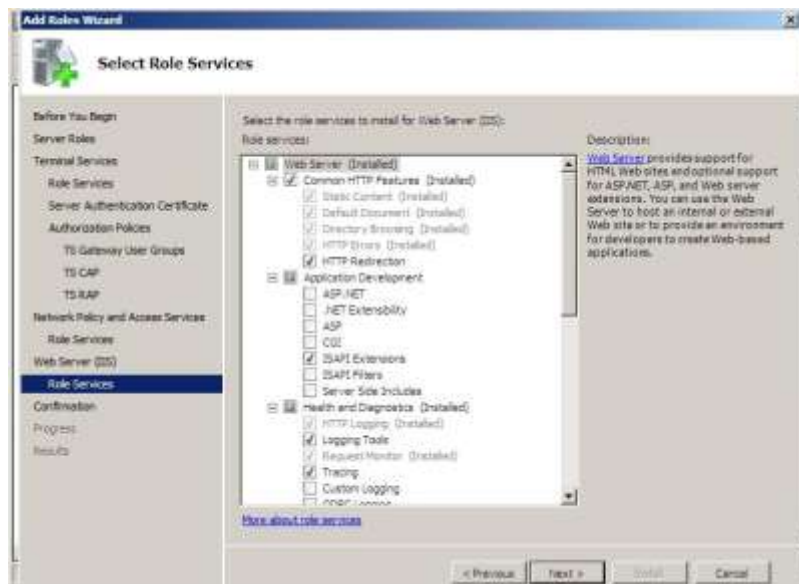 Add Roles Wizard
Select Role Services
Before You Begin
Server Roles
Terminal Services
Role Services
Server Authentication Certificate
Authorization Policies
TS Gateway User Groups
TS CAP
TS RAP
Network Policy and Access Services
Role Services
Web Server (IIS)
Role Services
Confirmation
Progress
Results
Select the role services to install for Web Server (IIS):
Role services:
Web Server (Installed)
Common HTTP Features (Installed)
Static Content (Installed)
Default Document (Installed)
Directory Browsing (Installed)
HTTP Errors (Installed)
HTTP Redirection
Application Development
ASP.NET
.NET Extensibility
ASP
CGI
ISAPI Extensions
ISAPI Filters
Server Side Includes
Health and Diagnostics (Installed)
HTTP Logging (Installed)
Logging Tools
Request Monitor (Installed)
Tracing
Custom Logging
ODBC Logging
More about role services
Description:
Web Server provides support for
HTML Web sites and optional support
for ASP.NET, ASP, and Web server
extensions. You can use the Web
Server to host an internal or external
Web site or to provide an environment
for developers to create Web-based
applications.
< Previous
Next >
Install
Cancel